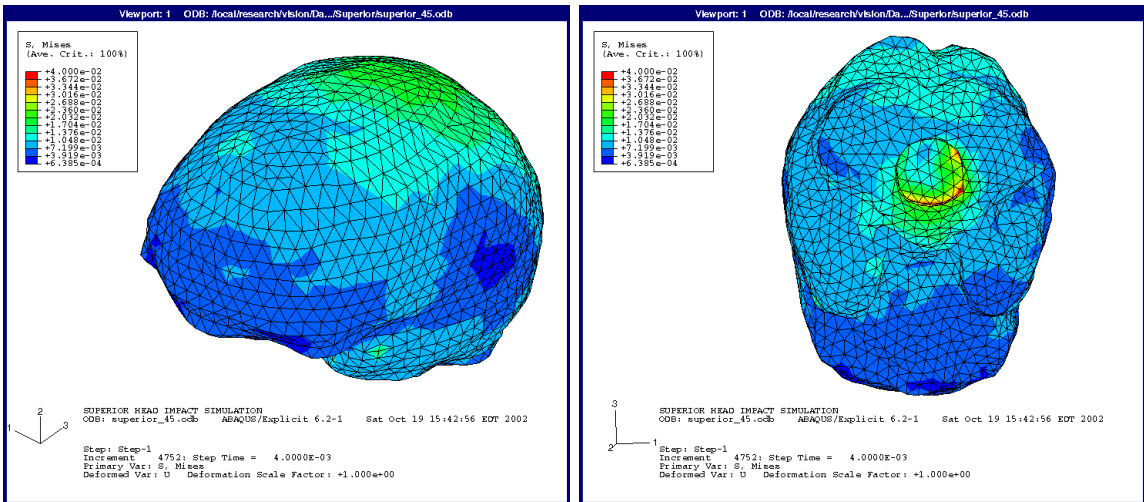 Viewport: 1 ODB: /local/research/vision/Da.../Superior/superior_45.odb
S, Mises
(Ave. Crit.: 100%)
+4.000e-02
+3.672e-02
+3.344e-02
+3.016e-02
+2.688e-02
+2.360e-02
+2.032e-02
+1.704e-02
+1.376e-02
+1.048e-02
+7.199e-03
+3.919e-03
+6.385e-04
2
1
3
SUPERIOR HEAD IMPACT SIMULATION
ODB: superior_45.odb ABAQUS/Explicit 6.2-1 Sat Oct 19 15:42:56 EDT 2002
Step: Step-1
Increment 4752: Step Time = 4.0000E-03
Primary Var: S, Mises
Deformed Var: U Deformation Scale Factor: +1.000e+00
Viewport: 1 ODB: /local/research/vision/Da.../Superior/superior_45.odb
S, Mises
(Ave. Crit.: 100%)
+4.000e-02
+3.672e-02
+3.344e-02
+3.016e-02
+2.688e-02
+2.360e-02
+2.032e-02
+1.704e-02
+1.376e-02
+1.048e-02
+7.199e-03
+3.919e-03
+6.385e-04
3
2
1
SUPERIOR HEAD IMPACT SIMULATION
ODB: superior_45.odb ABAQUS/Explicit 6.2-1 Sat Oct 19 15:42:56 EDT 2002
Step: Step-1
Increment 4752: Step Time = 4.0000E-03
Primary Var: S, Mises
Deformed Var: U Deformation Scale Factor: +1.000e+00